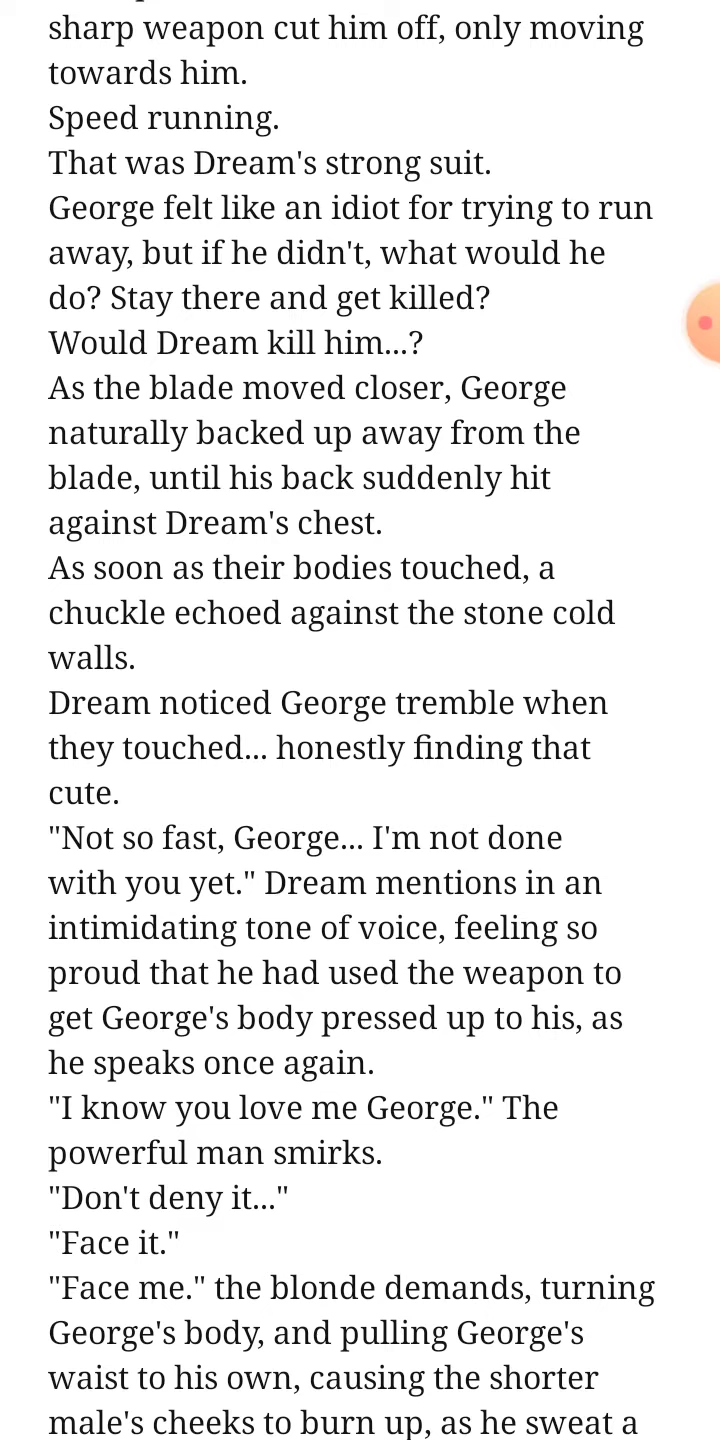 sharp weapon cut him off, only moving
towards him.
Speed running.
That was Dream's strong suit.
George felt like an idiot for trying to run
away, but if he didn't, what would he
do? Stay there and get killed?
Would Dream kill him...?
As the blade moved closer, George
naturally backed up away from the
blade, until his back suddenly hit
against Dream's chest.
As soon as their bodies touched, a
chuckle echoed against the stone cold
walls.
Dream noticed George tremble when
they touched... honestly finding that
cute.
"Not so fast, George... I'm not done
with you yet." Dream mentions in an
intimidating tone of voice, feeling so
proud that he had used the weapon to
get George's body pressed up to his, as
he speaks once again.
"I know you love me George." The
powerful man smirks.
"Don't deny it..."
"Face it."
"Face me." the blonde demands, turning
George's body, and pulling George's
waist to his own, causing the shorter
male's cheeks to burn up, as he sweat a